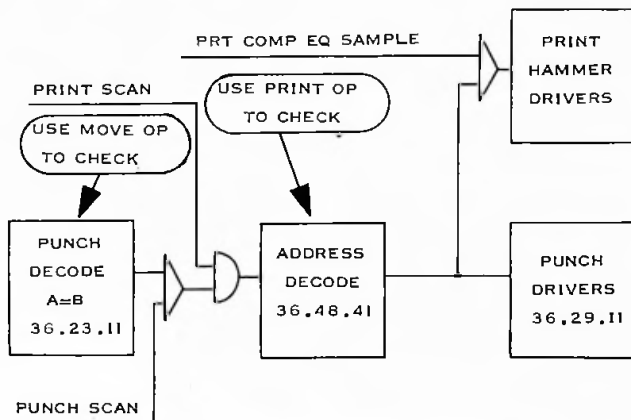 PRT COMP EQ SAMPLE
PRINT
HAMMER
DRIVERS
PRINT SCAN
USE PRINT OP
TO CHECK
USE MOVE OP
TO CHECK
PUNCH
DECODE
A=B
36.23.11
ADDRESS
DECODE
36.48.41
PUNCH
DRIVERS
36.29.11
PUNCH SCAN